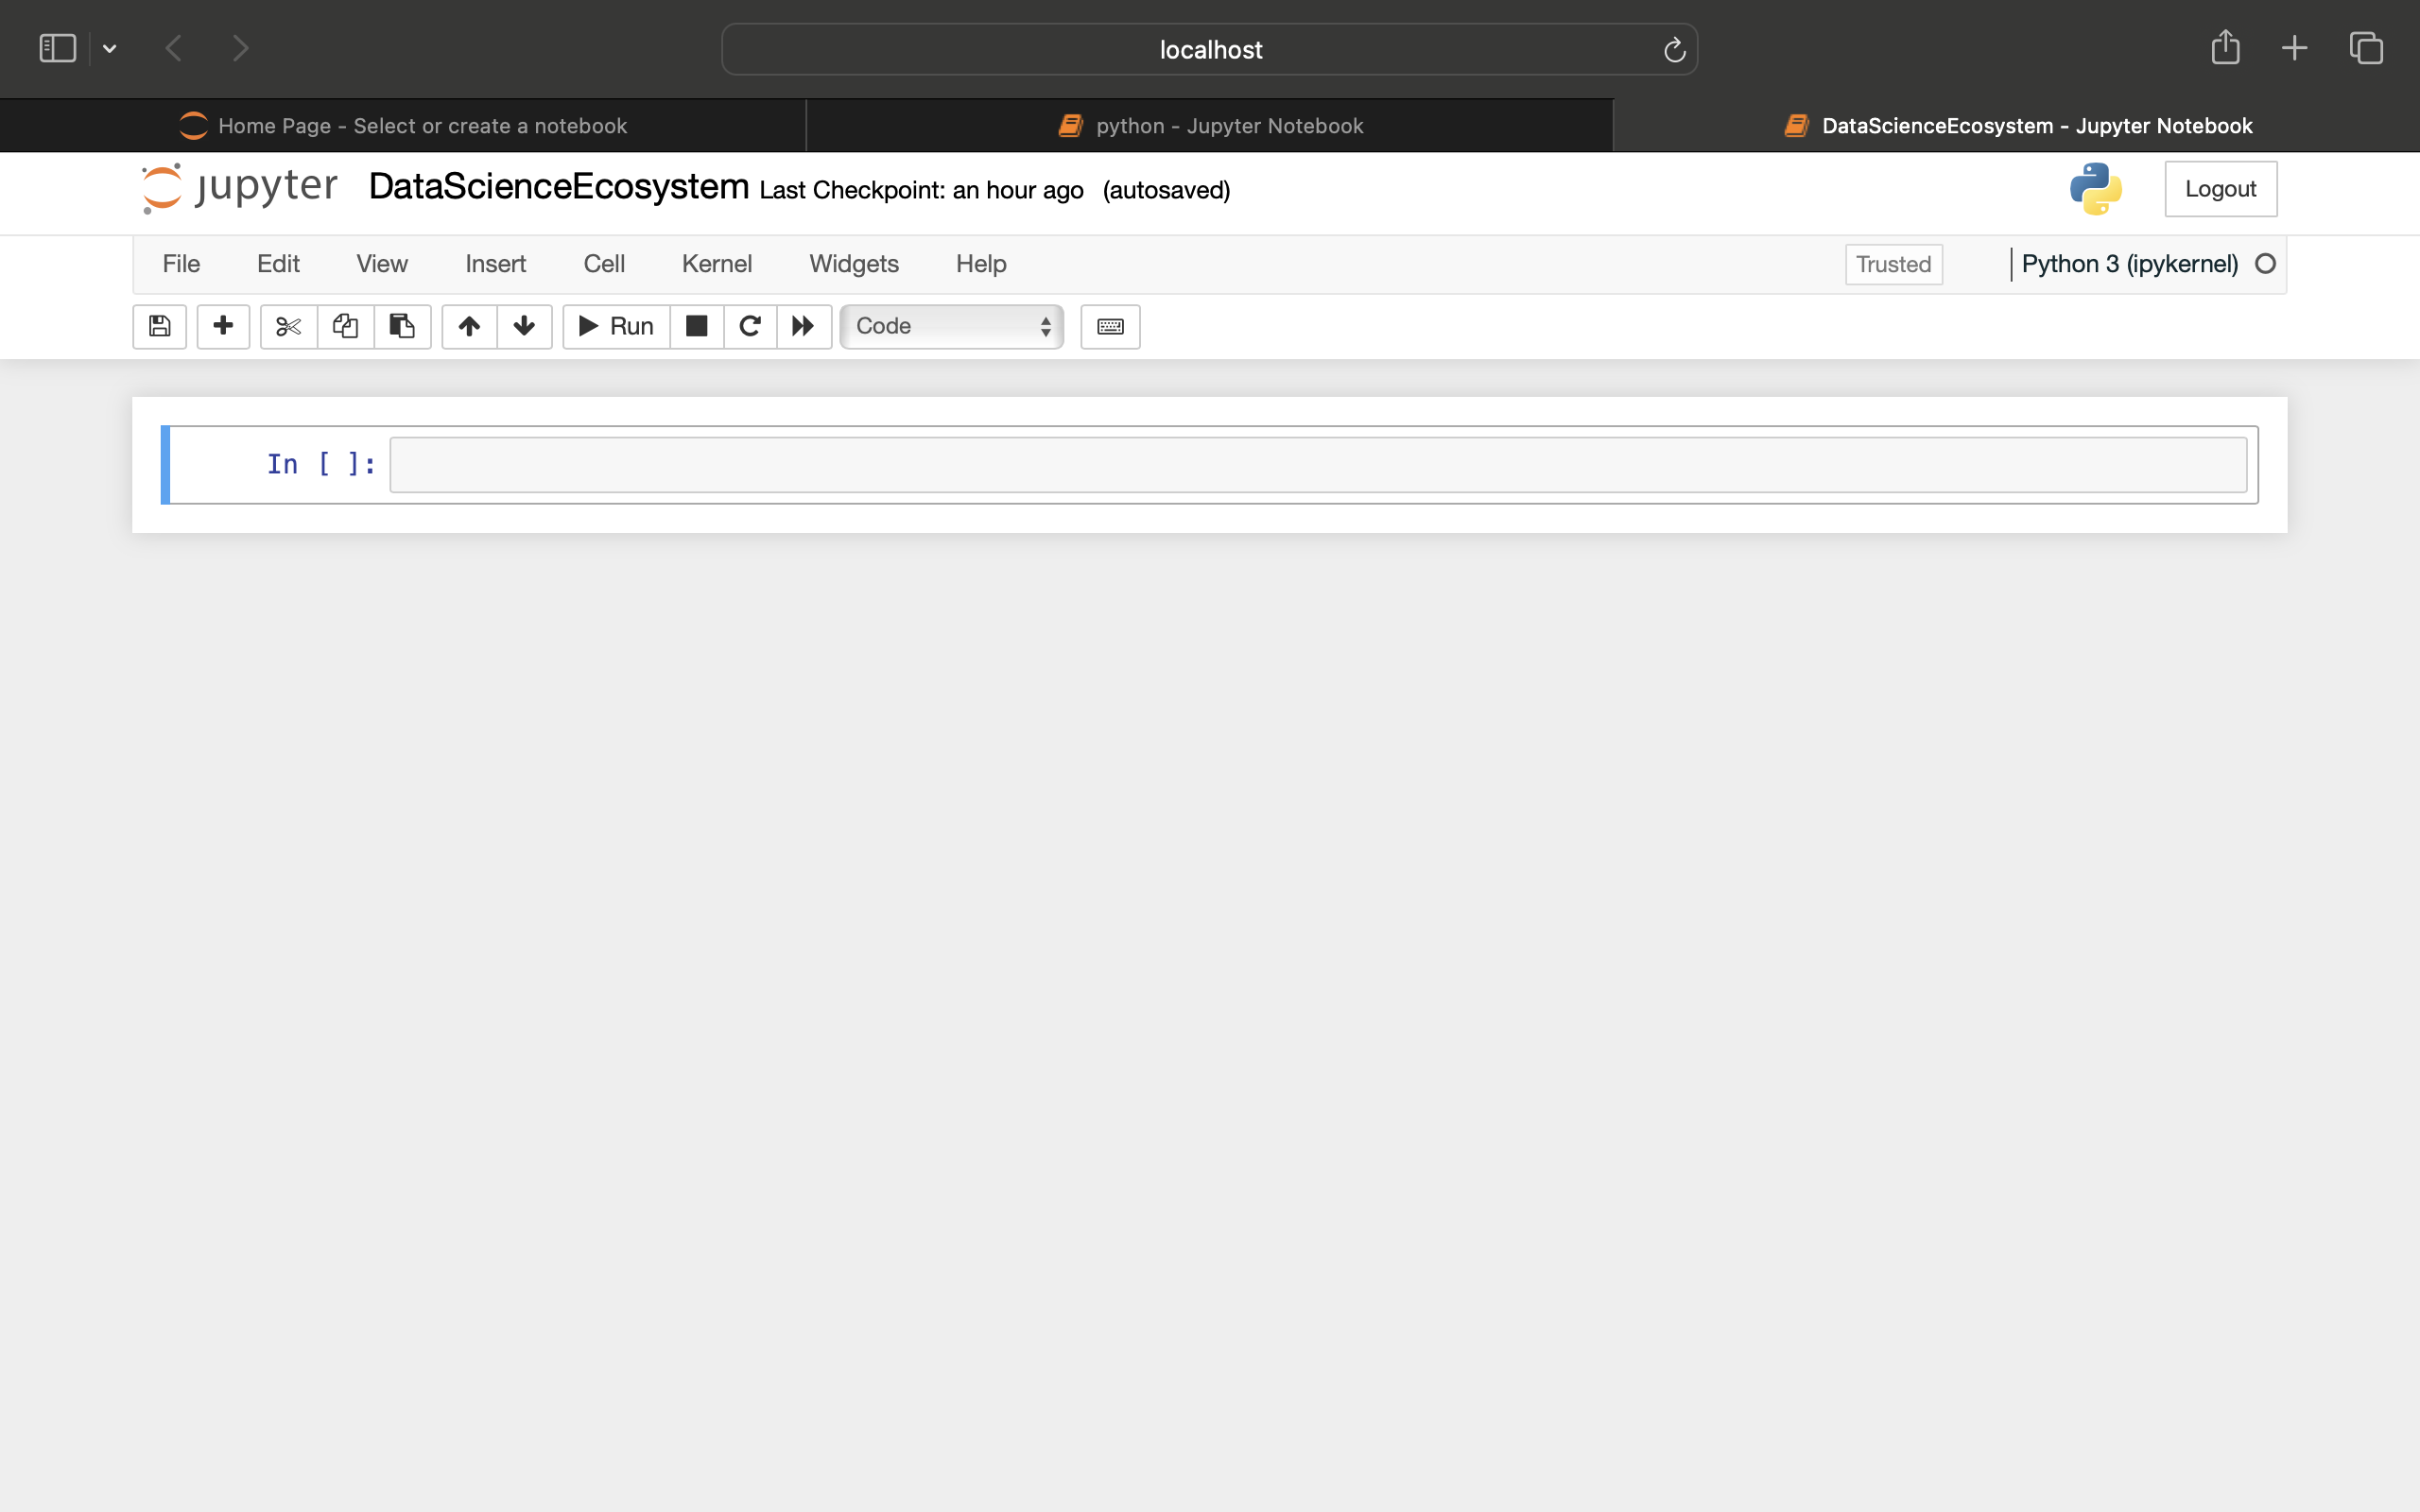 localhost
Home Page - Select or create a notebook
python - Jupyter Notebook
DataScienceEcosystem - Jupyter Notebook
jupyter DataScienceEcosystem Last Checkpoint: an hour ago (autosaved)
Logout
File Edit View Insert Cell Kernel Widgets Help
Trusted
Python 3 (ipykernel)
Run
Code
In [ ]: